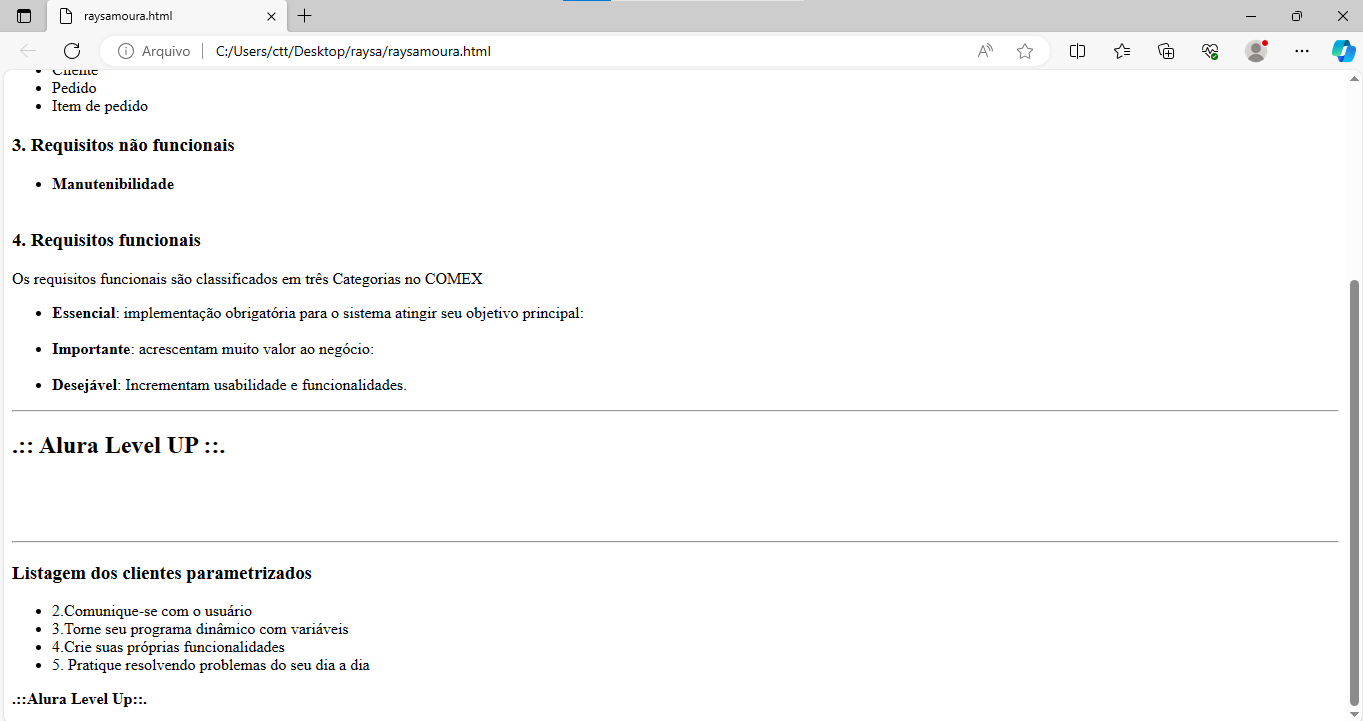 raysamoura.html
Arquivo
C:/Users/ctt/Desktop/raysa/raysamoura.html
Cliente
Pedido
Item de pedido
3. Requisitos não funcionais
Manutenibilidade
4. Requisitos funcionais
Os requisitos funcionais são classificados em três Categorias no COMEX
Essencial: implementação obrigatória para o sistema atingir seu objetivo principal:
Importante: acrescentam muito valor ao negócio:
Desejável: Incrementam usabilidade e funcionalidades.
.:: Alura Level UP ::.
Listagem dos clientes parametrizados
2.Comunique-se com o usuário
3.Torne seu programa dinâmico com variáveis
4.Crie suas próprias funcionalidades
5. Pratique resolvendo problemas do seu dia a dia
.::Alura Level Up::.